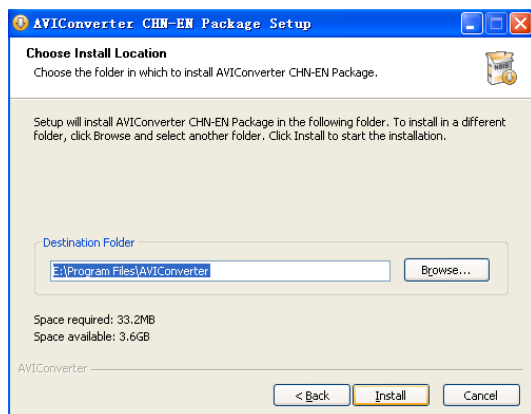 AVIConverter CHN-EN Package Setup
Choose Install Location
Choose the folder in which to install AVIConverter CHN-EN Package.
NSIS
Setup will install AVIConverter CHN-EN Package in the following folder. To install in a different
folder, click Browse and select another folder. Click Install to start the installation.
Destination Folder
E:\Program Files\AVIConverter
Browse...
Space required: 33.2MB
Space available: 3.6GB
AVIConverter
< Back
Install
Cancel